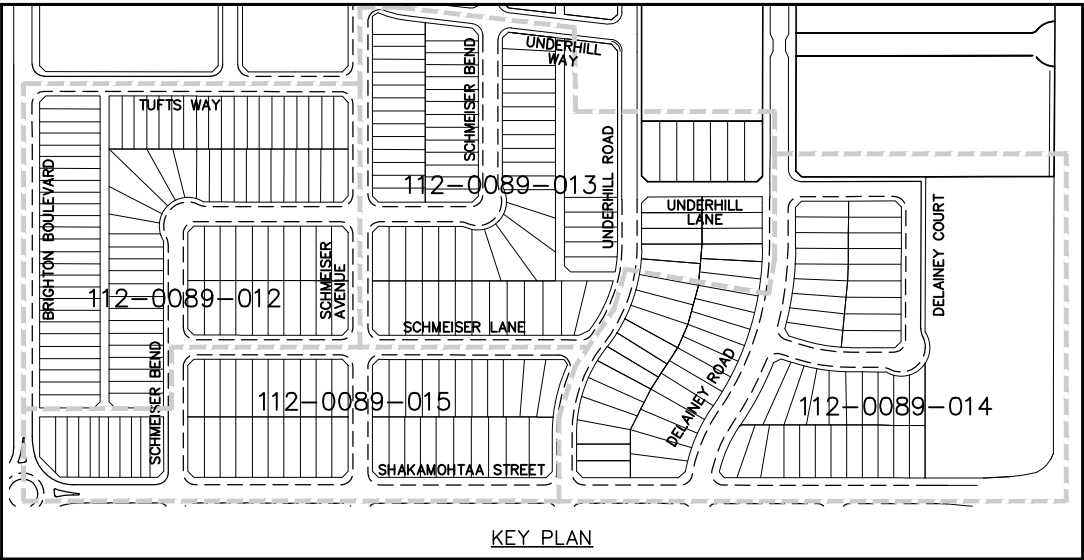 SCHMEISER BEND
UNDERHILL
WAY
TUFTS WAY
BRIGHTON BOULEVARD
112-0089-013
UNDERHILL ROAD
UNDERHILL
LANE
DELAINEY COURT
SCHMEISER
AVENUE
112-0089-012
SCHMEISER LANE
SCHMEISER BEND
112-0089-015
DELAINEY ROAD
112-0089-014
SHAKAMOHTAA STREET
KEY PLAN